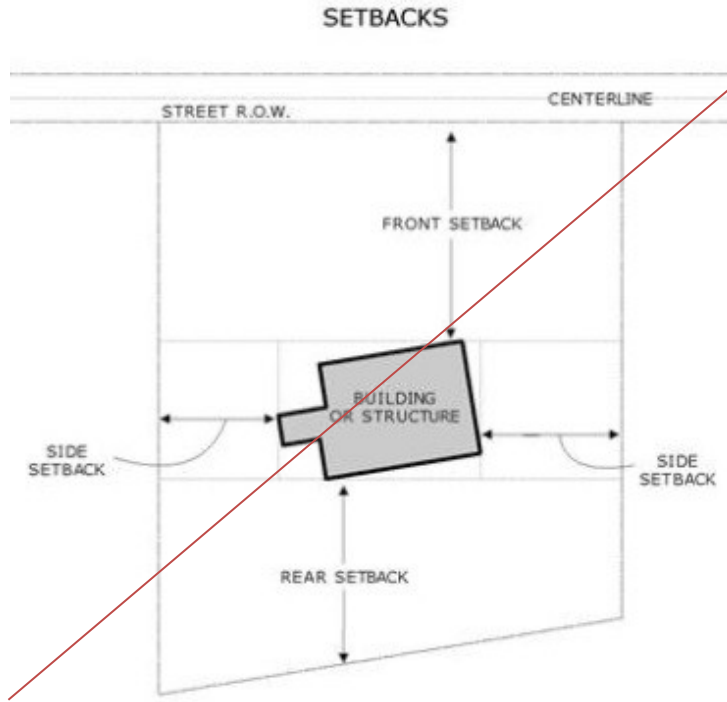 SETBACKS
CENTERLINE
STREET R.O.W.
FRONT SETBACK
BUILDING
OR STRUCTURE
SIDE
SETBACK
SIDE
SETBACK
REAR SETBACK